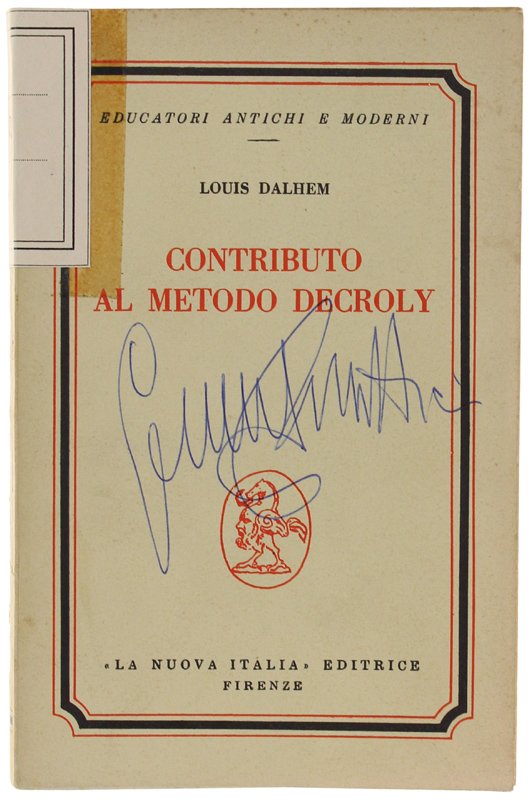 EDUCATORI ANTICHI E MODERNI
LOUIS DALHEM
CONTRIBUTO
AL METODO DECROLY
«LA NUOVA ITALIA» EDITRICE
FIRENZE